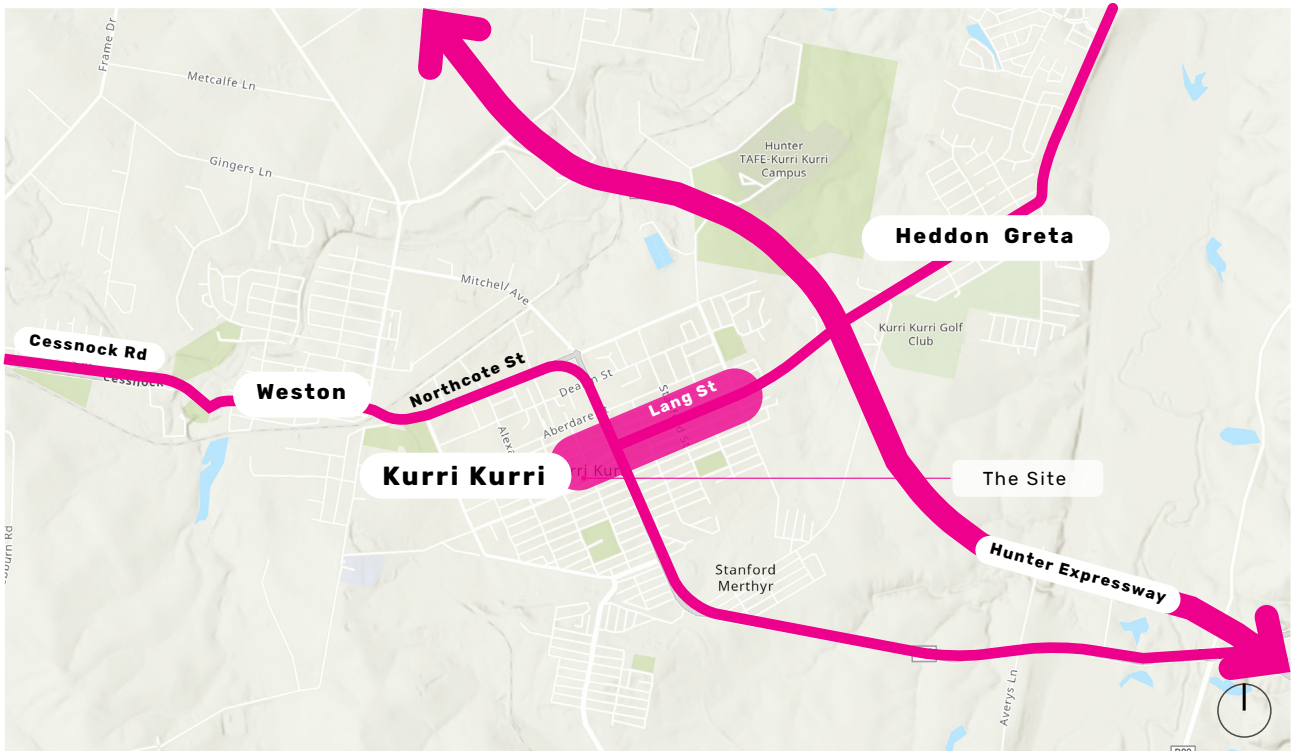 Frame Dr
Metcalfe Ln
Gingers Ln
Hunter
TAFE-Kurri Kurri
Campus
Heddon Greta
Mitchell Ave
Kurri Kurri Golf
Club
Cessnock Rd
Cessnock
Weston
Northcote St
Lang St
Aberdare
Kurri Kurri
The Site
Hunter Expressway
Stanford
Merthyr
Averys Ln